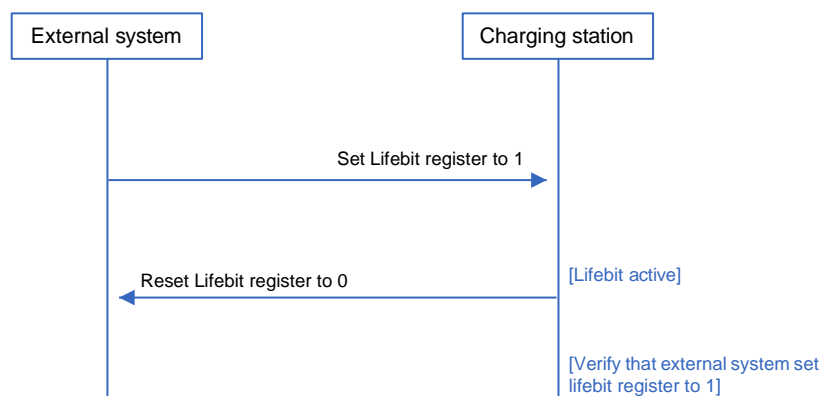 External system
Charging station
Set Lifebit register to 1
[Lifebit active]
Reset Lifebit register to 0
[Verify that external system set
lifebit register to 1]